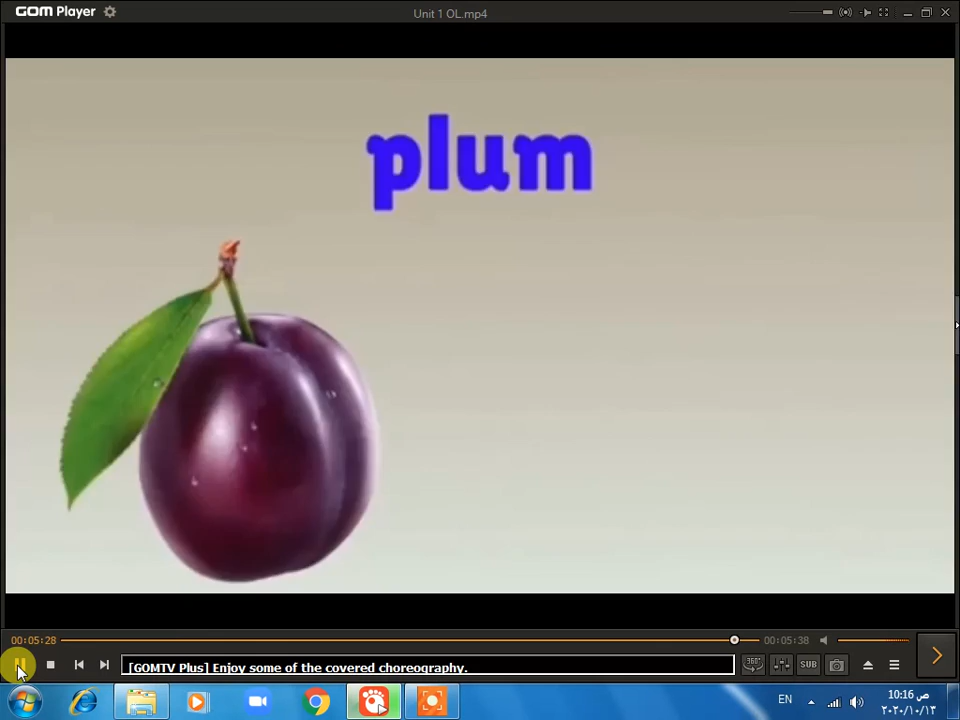 GOM Player
Unit 1 OL.mp4
plum
00:05:28
00:05:38
[GOMTV Plus] Enjoy some of the covered choreography.
360°
SUB
EN
10:16 ص
٢٠٢٠/١٠/١٣